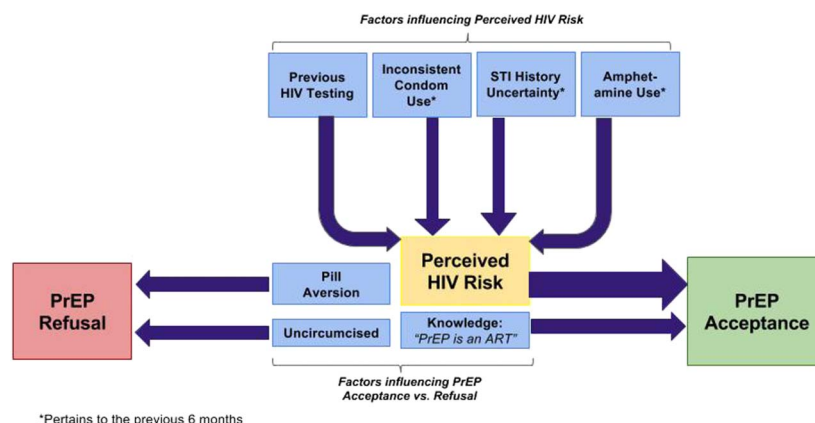 Factors influencing Perceived HIV Risk
Previous
HIV Testing
Inconsistent
Condom
Use*
STI History
Uncertainty*
Amphet-
amine Use*
PrEP
Refusal
Pill
Aversion
Uncircumcised
Perceived
HIV Risk
Knowledge:
"PrEP is an ART"
PrEP
Acceptance
Factors influencing PrEP
Acceptance vs. Refusal
*Pertains to the previous 6 months